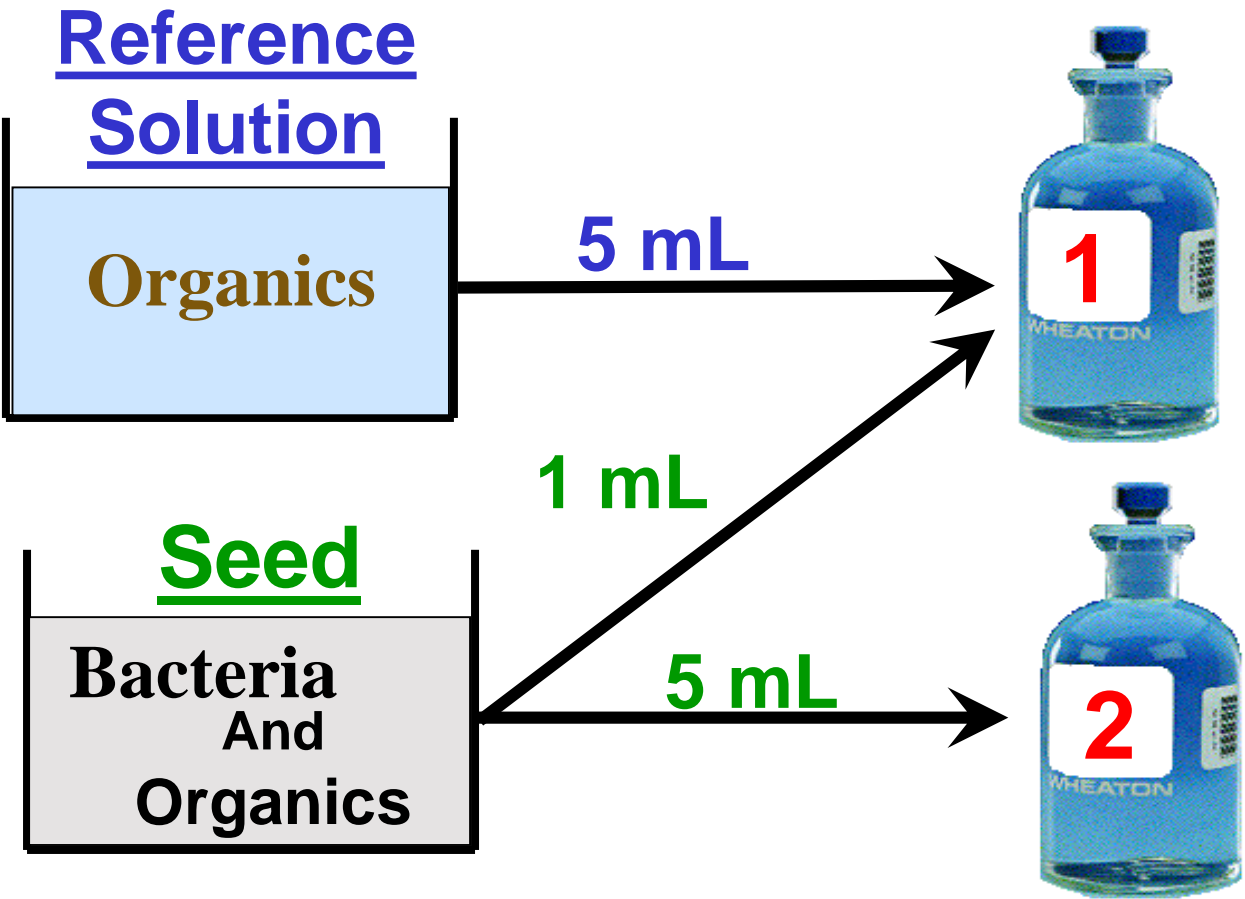 Reference
Solution
Organics
5 mL
1
WHEATON
1 mL
Seed
Bacteria
And
Organics
5 mL
2
WHEATON